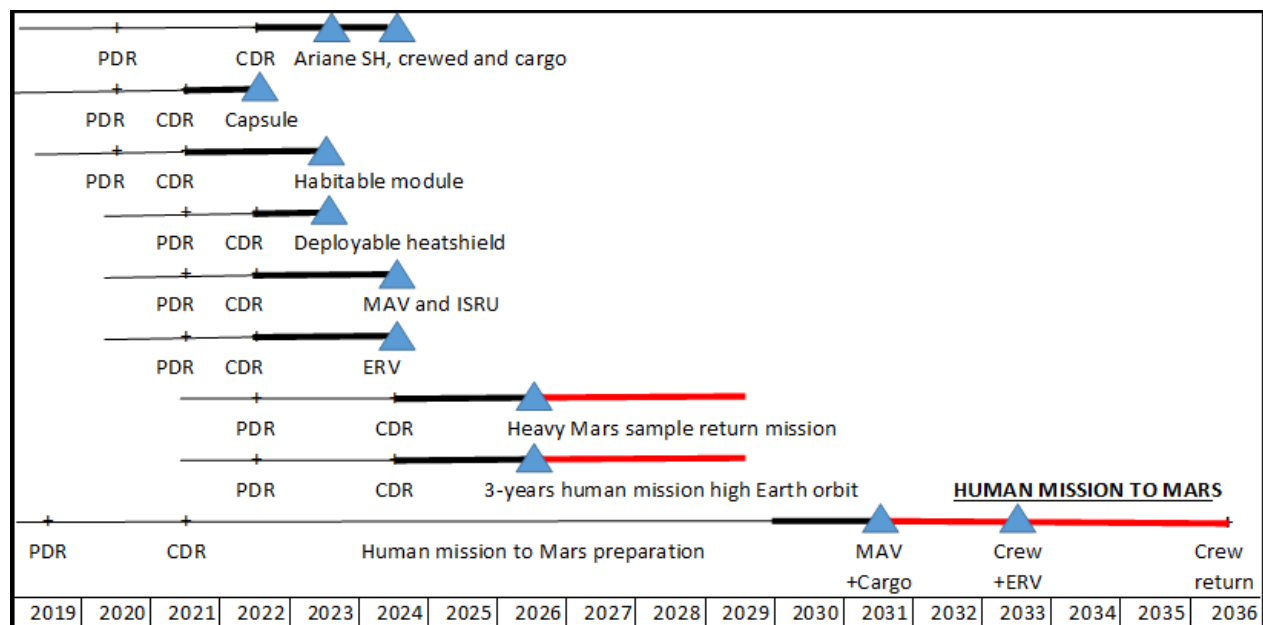 PDR CDR Ariane SH, crewed and cargo
PDR CDR Capsule
PDR CDR Habitable module
PDR CDR Deployable heatshield
PDR CDR MAV and ISRU
PDR CDR ERV
PDR CDR Heavy Mars sample return mission
PDR CDR 3-years human mission high Earth orbit HUMAN MISSION TO MARS
PDR CDR Human mission to Mars preparation MAV Crew Crew
+Cargo +ERV return
2019 2020 2021 2022 2023 2024 2025 2026 2027 2028 2029 2030 2031 2032 2033 2034 2035 2036